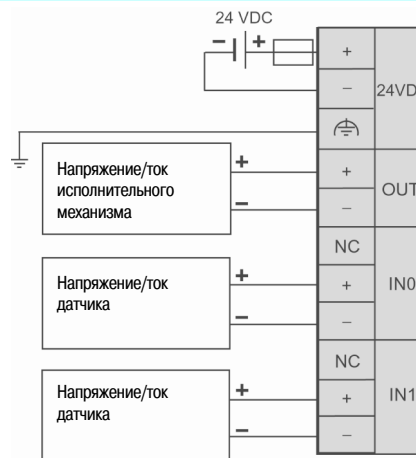 24 VDC
− +
+
−
24VD
Напряжение/ток
исполнительного
механизма
+
−
+
−
OUT
NC
Напряжение/ток
датчика
+
−
+
−
IN0
NC
Напряжение/ток
датчика
+
−
+
−
IN1